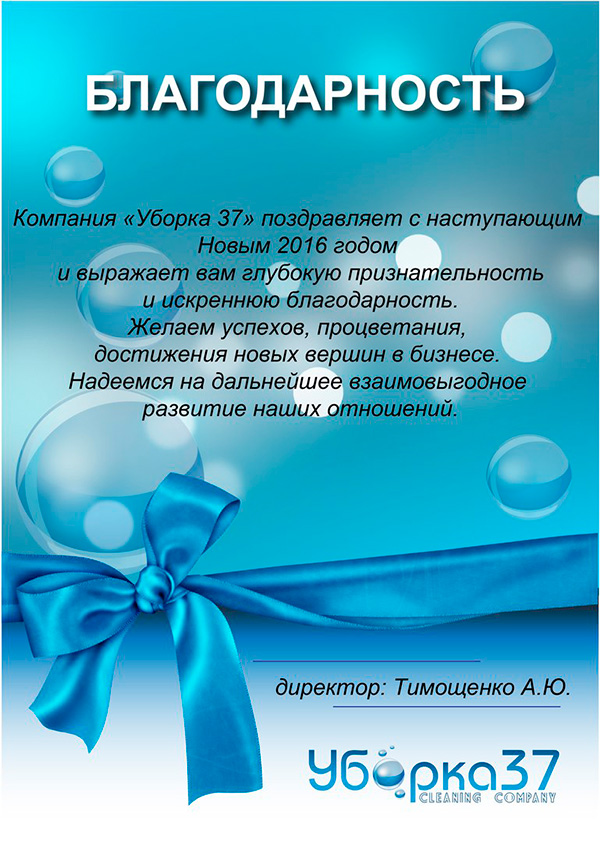 БЛАГОДАРНОСТЬ
Компания «Уборка 37» поздравляет с наступающим
Новым 2016 годом
и выражает вам глубокую признательность
и искреннюю благодарность.
Желаем успехов, процветания,
достижения новых вершин в бизнесе.
Надеемся на дальнейшее взаимовыгодное
развитие наших отношений.
директор: Тимощенко А.Ю.
Уборка37
CLEANING COMPANY